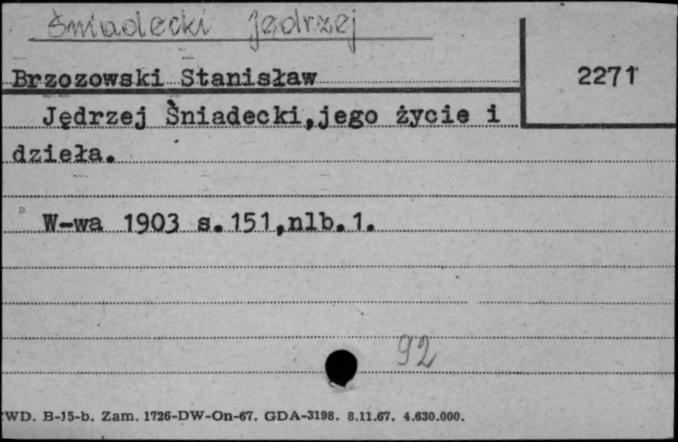 Śniadecki Jędrzej
Brzozowski Stanisław
2271
Jędrzej Śniadecki,jego życie i
dzieła.
W-wa 1903 s.151,nlb.1.
92
WD. B-15-b. Zam. 1726-DW-On-67. GDA-3198. 8.11.67. 4.630.000.